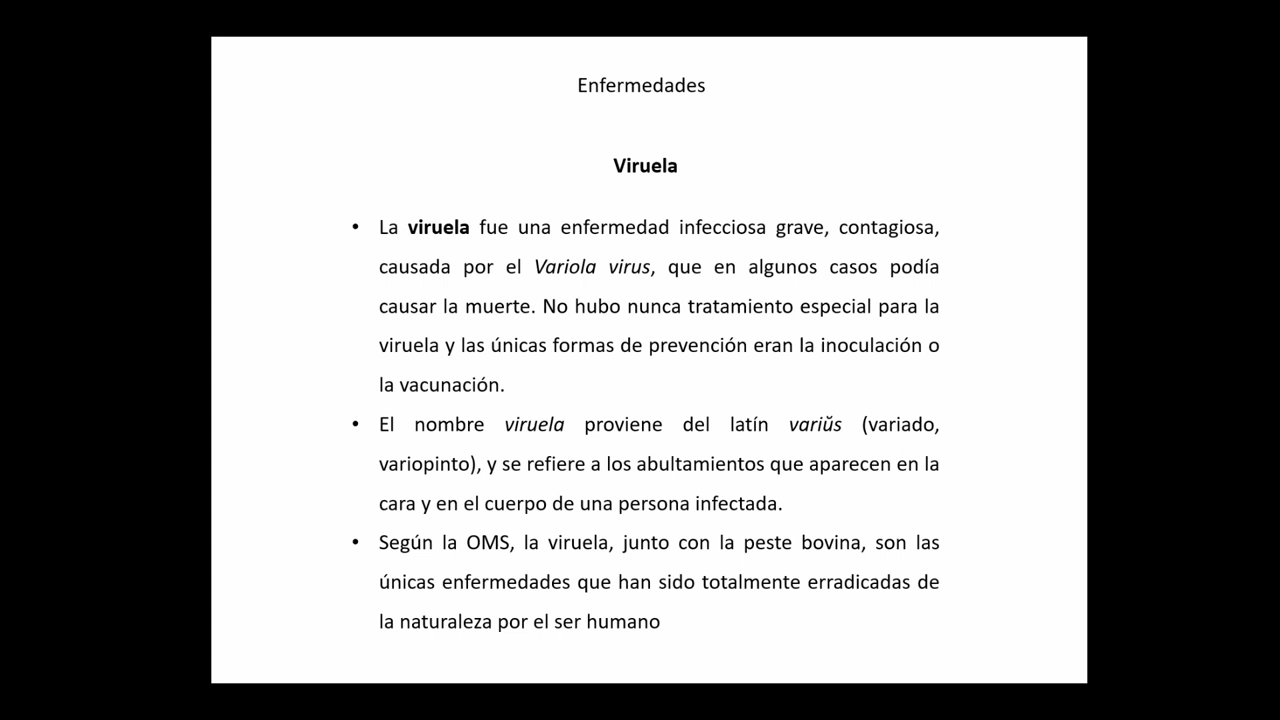 Enfermedades
Viruela
• La viruela fue una enfermedad infecciosa grave, contagiosa,
causada por el Variola virus, que en algunos casos podía
causar la muerte. No hubo nunca tratamiento especial para la
viruela y las únicas formas de prevención eran la inoculación o
la vacunación.
• El nombre viruela proviene del latín variŭs (variado,
variopinto), y se refiere a los abultamientos que aparecen en la
cara y en el cuerpo de una persona infectada.
• Según la OMS, la viruela, junto con la peste bovina, son las
únicas enfermedades que han sido totalmente erradicadas de
la naturaleza por el ser humano